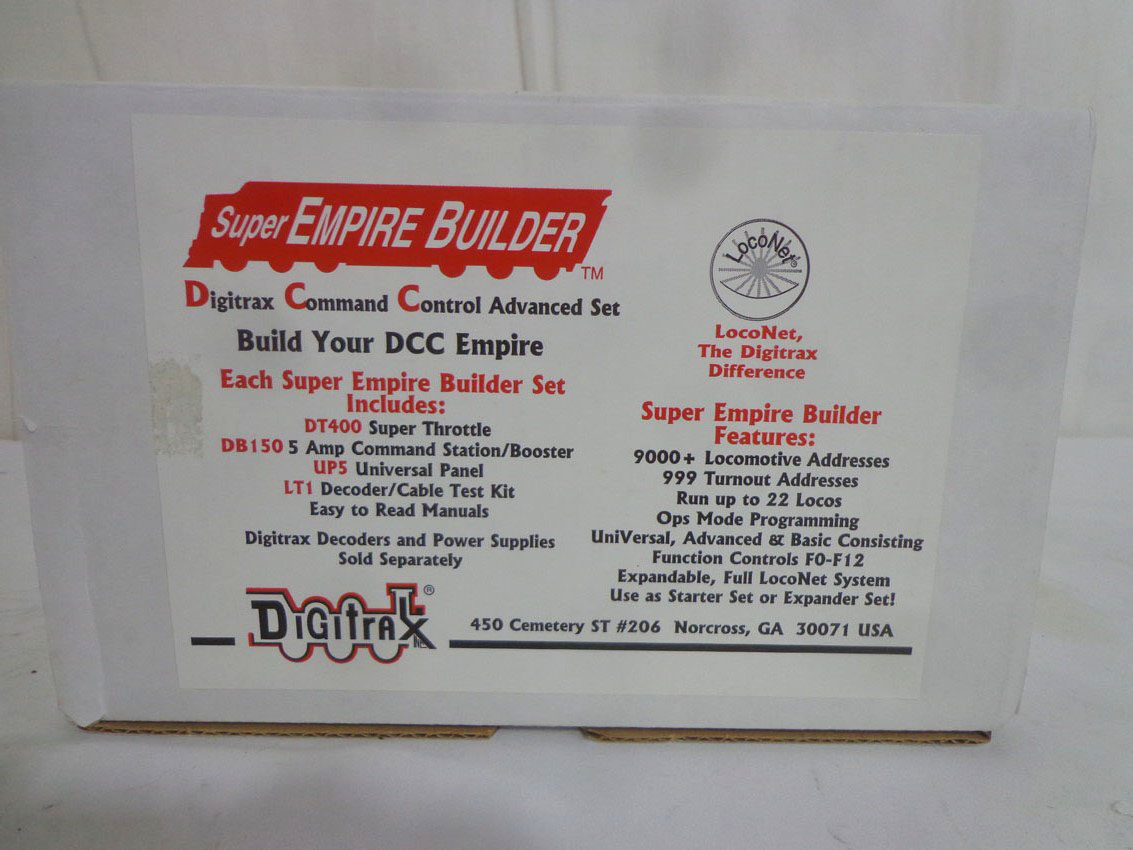 Super EMPIRE BUILDER
TM
Digitrax Command Control Advanced Set
Build Your DCC Empire
Each Super Empire Builder Set
Includes:
DT400 Super Throttle
DB150 5 Amp Command Station/Booster
UP5 Universal Panel
LT1 Decoder/Cable Test Kit
Easy to Read Manuals
Digitrax Decoders and Power Supplies
Sold Separately
LocoNet®
LocoNet,
The Digitrax
Difference
Super Empire Builder
Features:
9000+ Locomotive Addresses
999 Turnout Addresses
Run up to 22 Locos
Ops Mode Programming
UniVersal, Advanced & Basic Consisting
Function Controls F0-F12
Expandable, Full LocoNet System
Use as Starter Set or Expander Set!
DIGITRAX®
450 Cemetery ST #206 Norcross, GA 30071 USA